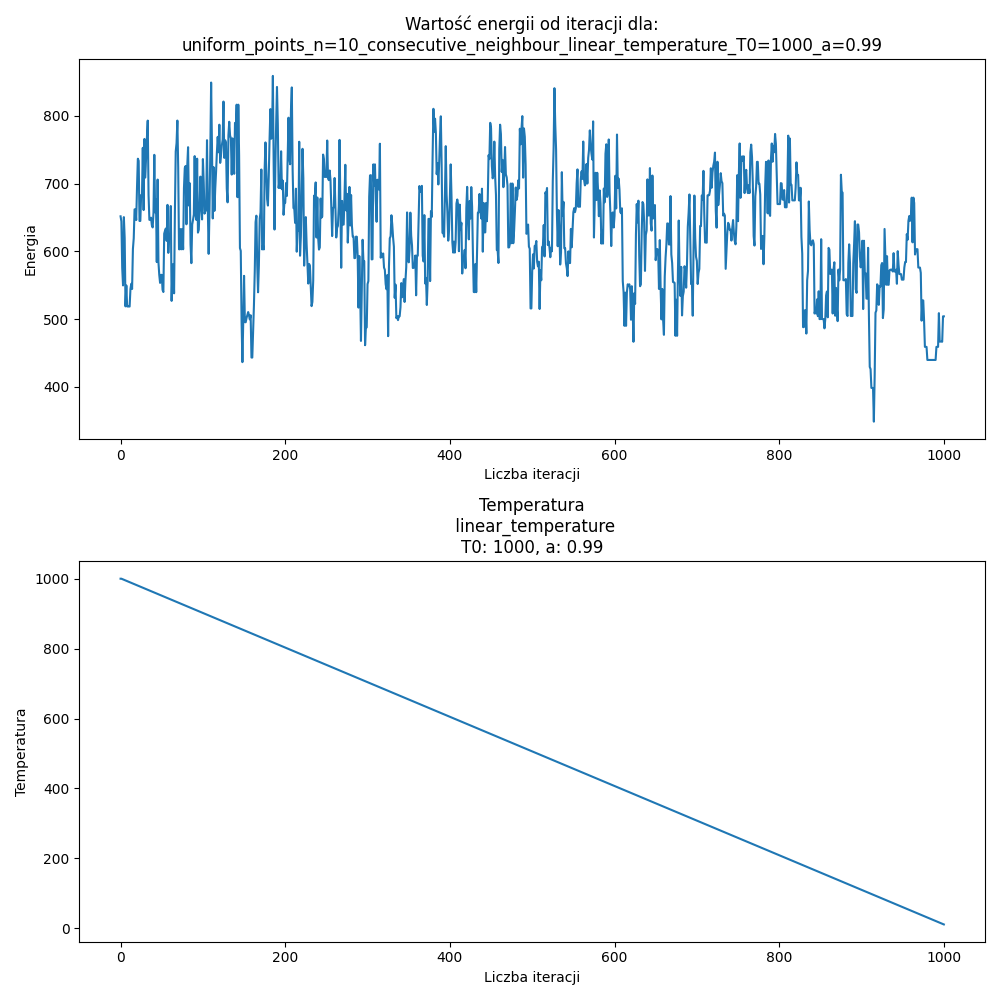 Wartość energii od iteracji dla:
uniform_points_n=10_consecutive_neighbour_linear_temperature_T0=1000_a=0.99
800
700
600
500
400
Energia
0 200 400 600 800 1000
Liczba iteracji
Temperatura
linear_temperature
T0: 1000, a: 0.99
1000
800
600
400
200
0
Temperatura
0 200 400 600 800 1000
Liczba iteracji